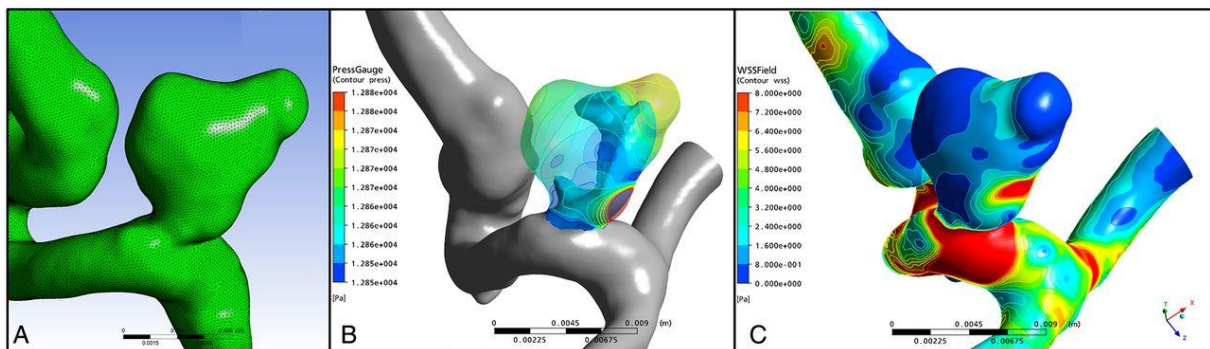 A
0
0.0015
B
PressGauge
(Contour press)
1.288e+004
1.288e+004
1.287e+004
1.287e+004
1.287e+004
1.286e+004
1.286e+004
1.286e+004
1.286e+004
1.285e+004
1.285e+004
[Pa]
0 0.0045 0.009 (m)
0.00225 0.00675
C
WSSField
(Contour wss)
8.000e+000
7.200e+000
6.400e+000
5.600e+000
4.800e+000
4.000e+000
3.200e+000
2.400e+000
1.600e+000
8.000e-001
0.000e+000
[Pa]
0 0.0045 0.009 (m)
0.00225 0.00675
Y
X
Z